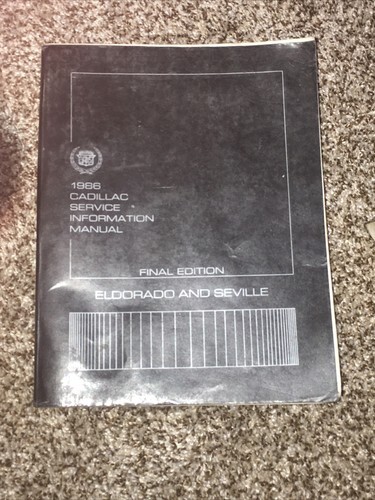 1986
CADILLAC
SERVICE
INFORMATION
MANUAL
FINAL EDITION
ELDORADO AND SEVILLE